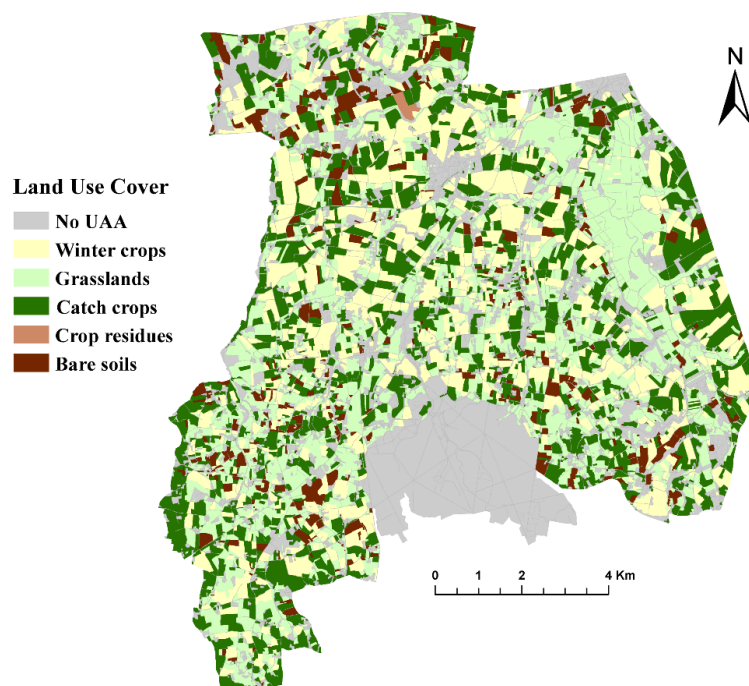 N
Land Use Cover
No UAA
Winter crops
Grasslands
Catch crops
Crop residues
Bare soils
0 1 2 4 Km